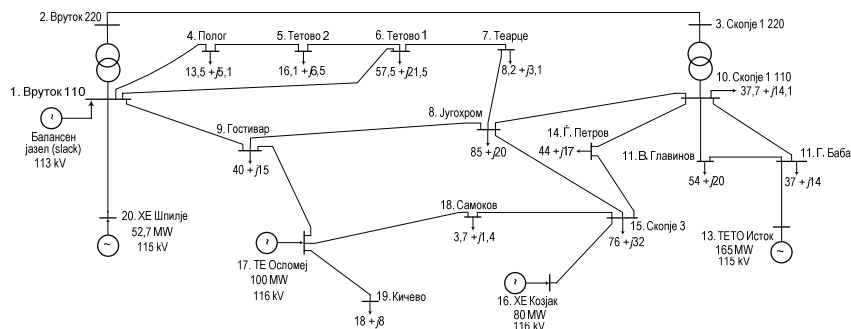 2. Вруток 220
3. Скопје 1 220
4. Полог
13,5 + j5,1
5. Тетово 2
16,1 + j6,5
6. Тетово 1
57,5 + j21,5
7. Теарце
8,2 + j3,1
1. Вруток 110
~
Балансен
јазел (slack)
113 kV
10. Скопје 1 110
37,7 + j14,1
8. Југохром
85 + j20
9. Гостивар
40 + j15
14. Ѓ. Петров
44 + j17
11. В. Главинов
54 + j20
11. Г. Баба
37 + j14
20. ХЕ Шпилје
52,7 MW
115 kV
~
18. Самоков
3,7 + j1,4
15. Скопје 3
76 + j32
13. ТЕТО Исток
165 MW
115 kV
~
~
17. ТЕ Осломеј
100 MW
116 kV
19. Кичево
18 + j8
~
16. ХЕ Козјак
80 MW
116 kV